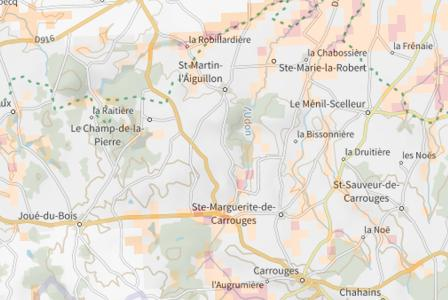 D916
la Robillardière
la Chabossière
la Frênaie
St-Martin-
l'Aiguillon
Ste-Marie-la-Robert
la Raitière
Le Ménil-Scelleur
Le Champ-de-la-
Pierre
l'Udon
la Bissonnière
la Druitière
les Noës
St-Sauveur-de-
Carrouges
Joué-du-Bois
Ste-Marguerite-de-
Carrouges
la Noë
Carrouges
l'Augrumière
Chahains